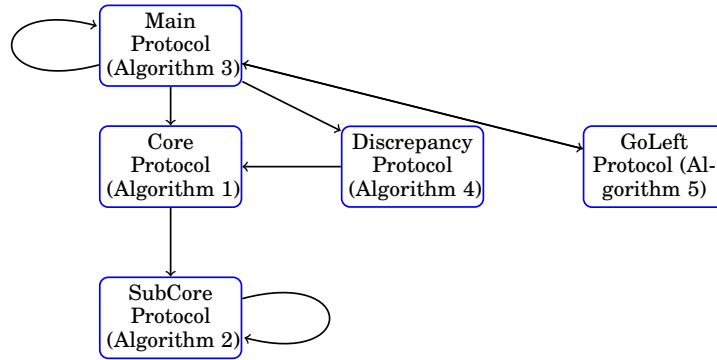 Main
Protocol
(Algorithm 3)
Core
Protocol
(Algorithm 1)
Discrepancy
Protocol
(Algorithm 4)
GoLeft
Protocol (Al-
gorithm 5)
SubCore
Protocol
(Algorithm 2)